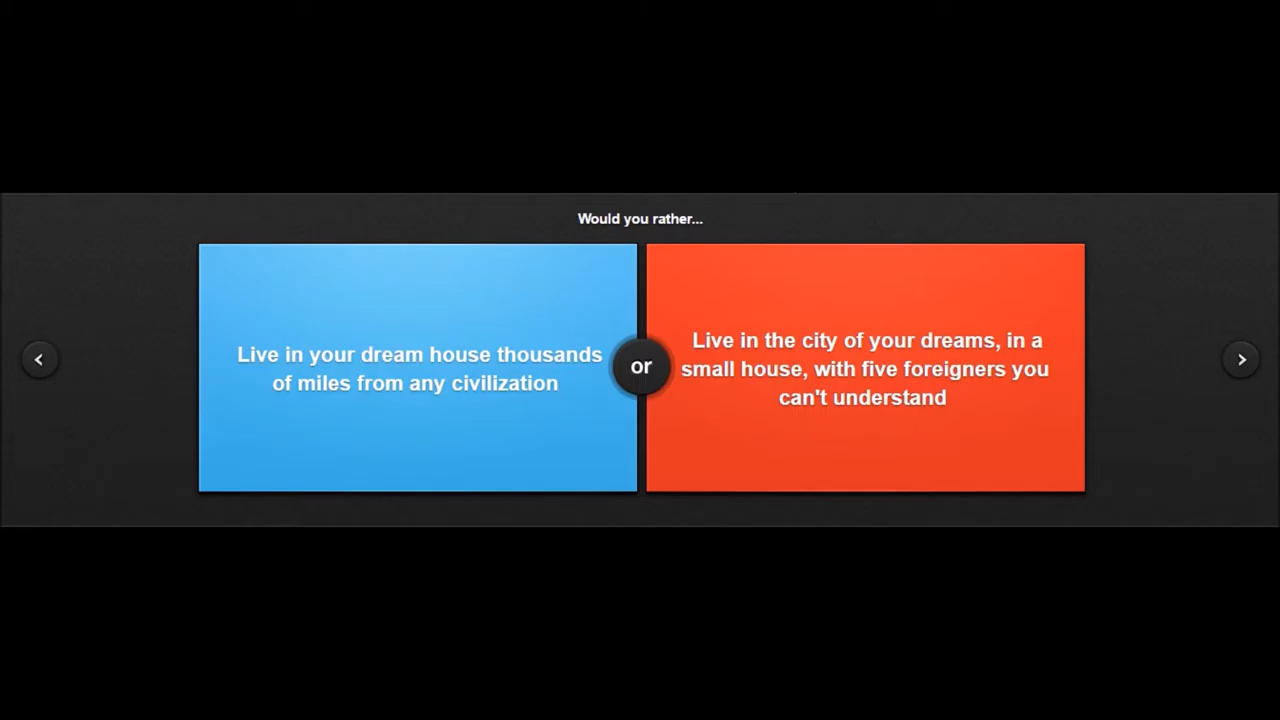 Would you rather...
Live in your dream house thousands
of miles from any civilization
or
Live in the city of your dreams, in a
small house, with five foreigners you
can't understand